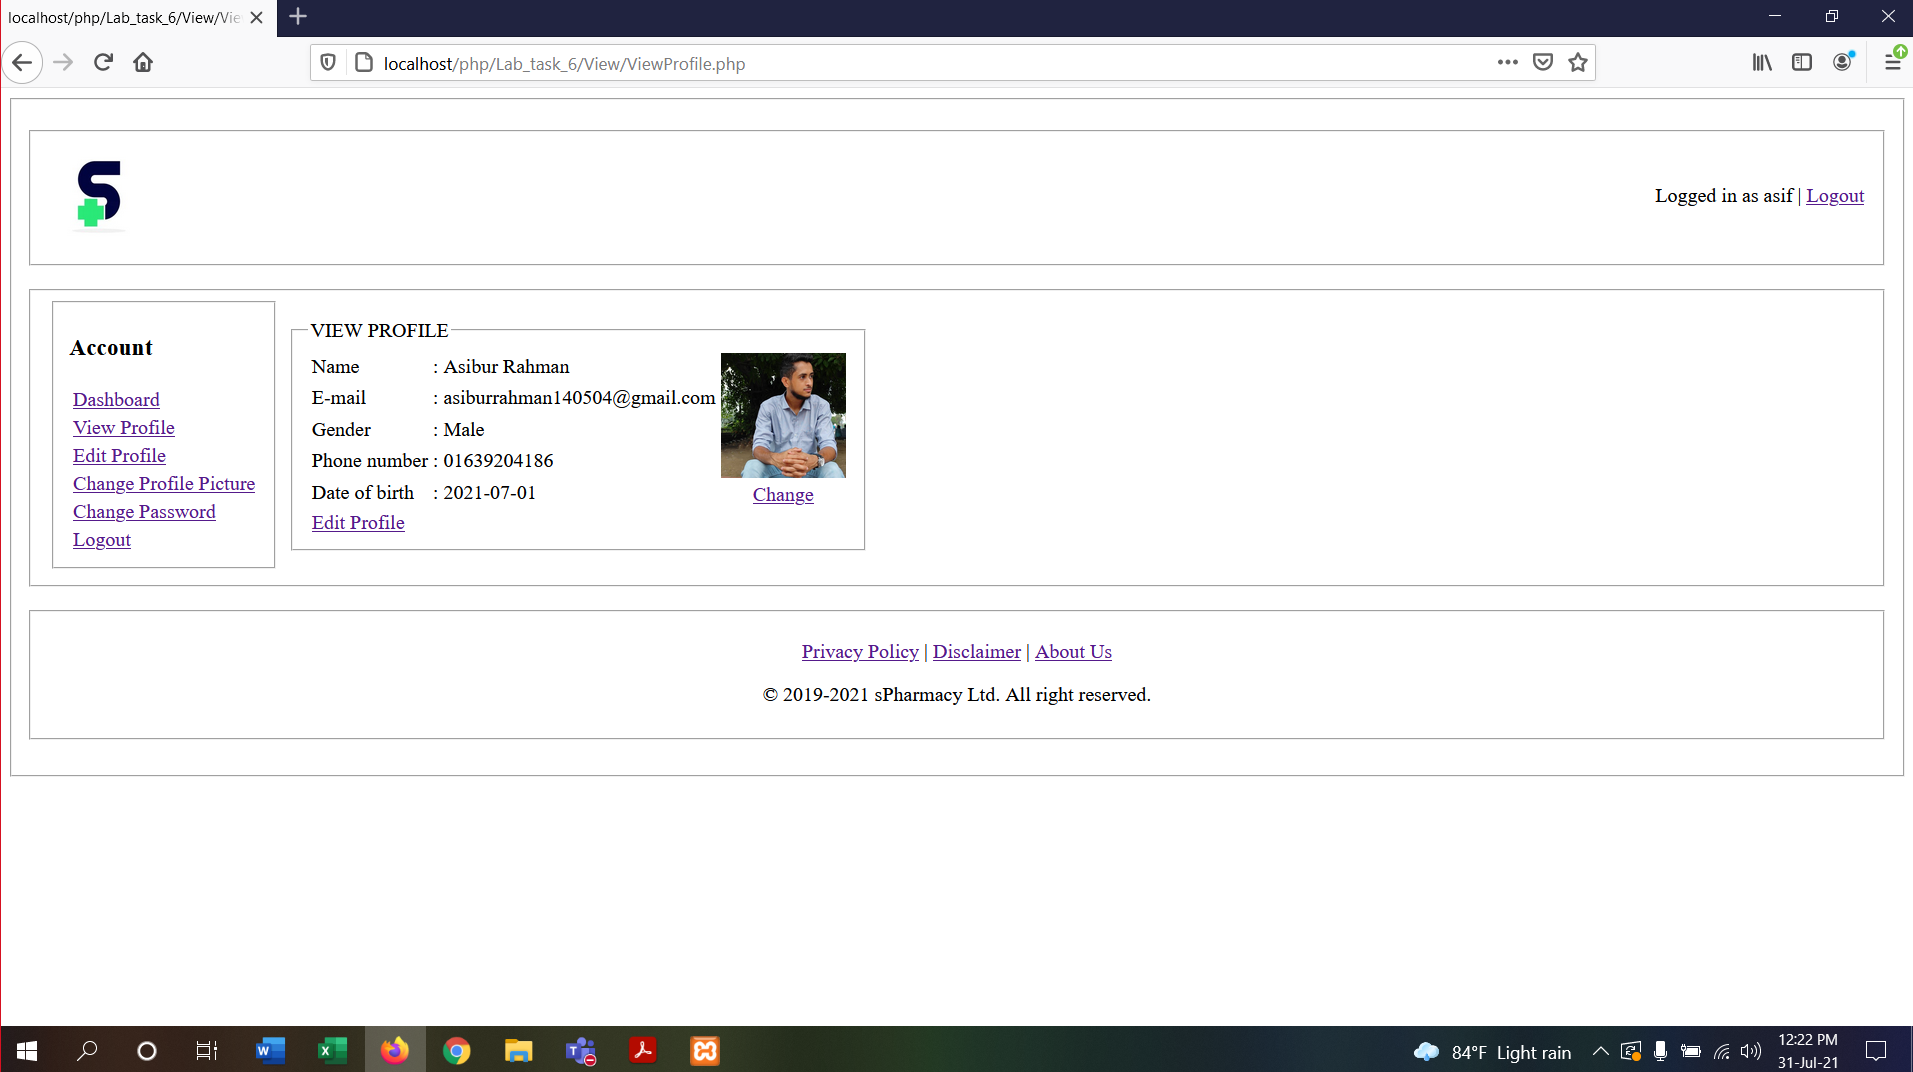 localhost/php/Lab_task_6/View/Vie
localhost/php/Lab_task_6/View/ViewProfile.php
Logged in as asif | Logout
Account
Dashboard
View Profile
Edit Profile
Change Profile Picture
Change Password
Logout
VIEW PROFILE
Name : Asibur Rahman
E-mail : asiburrahman140504@gmail.com
Gender : Male
Phone number : 01639204186
Date of birth : 2021-07-01
Edit Profile
Change
Privacy Policy | Disclaimer | About Us
© 2019-2021 sPharmacy Ltd. All right reserved.
84°F Light rain
12:22 PM
31-Jul-21